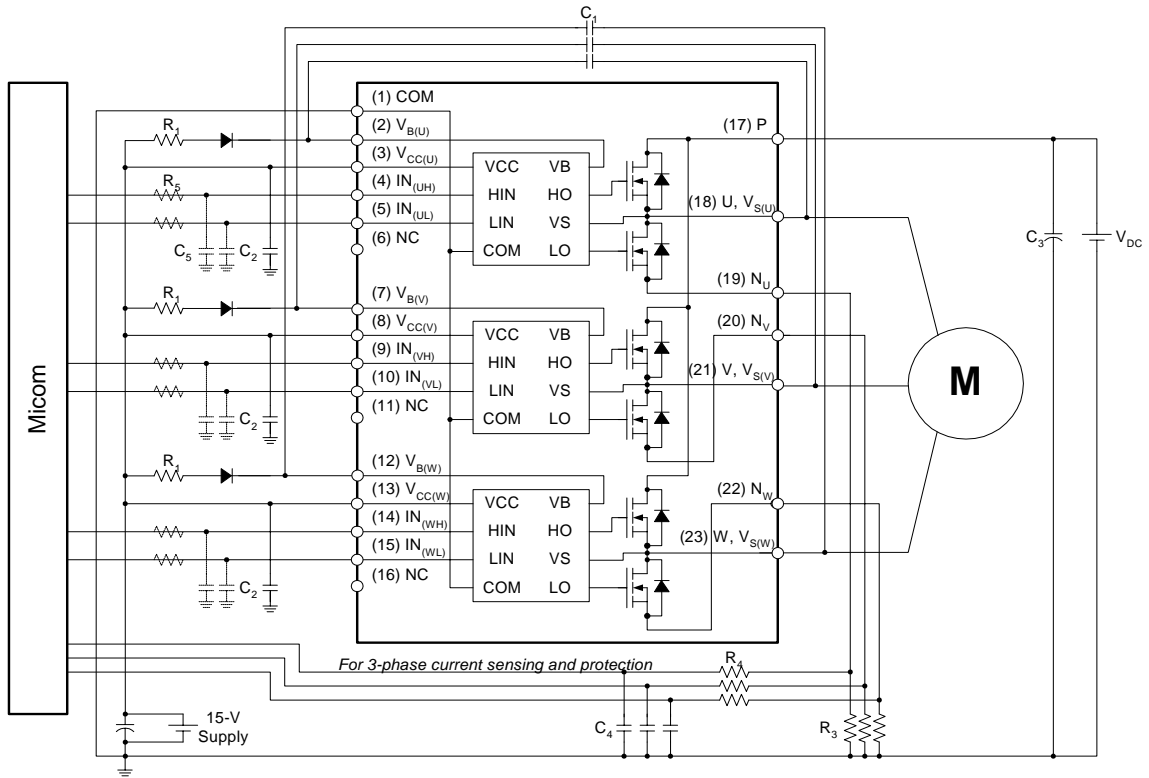 C1
Micom
R1
R5
C5
C2
R1
C2
R1
C2
15-V
Supply
(1) COM
(2) VB(U)
(3) VCC(U)
(4) IN(UH)
(5) IN(UL)
(6) NC
(7) VB(V)
(8) VCC(V)
(9) IN(VH)
(10) IN(VL)
(11) NC
(12) VB(W)
(13) VCC(W)
(14) IN(WH)
(15) IN(WL)
(16) NC
VCC VB
HIN HO
LIN VS
COM LO
VCC VB
HIN HO
LIN VS
COM LO
VCC VB
HIN HO
LIN VS
COM LO
(17) P
(18) U, VS(U)
(19) NU
(20) NV
(21) V, VS(V)
(22) NW
(23) W, VS(W)
M
C3
VDC
For 3-phase current sensing and protection
R4
C4
R3